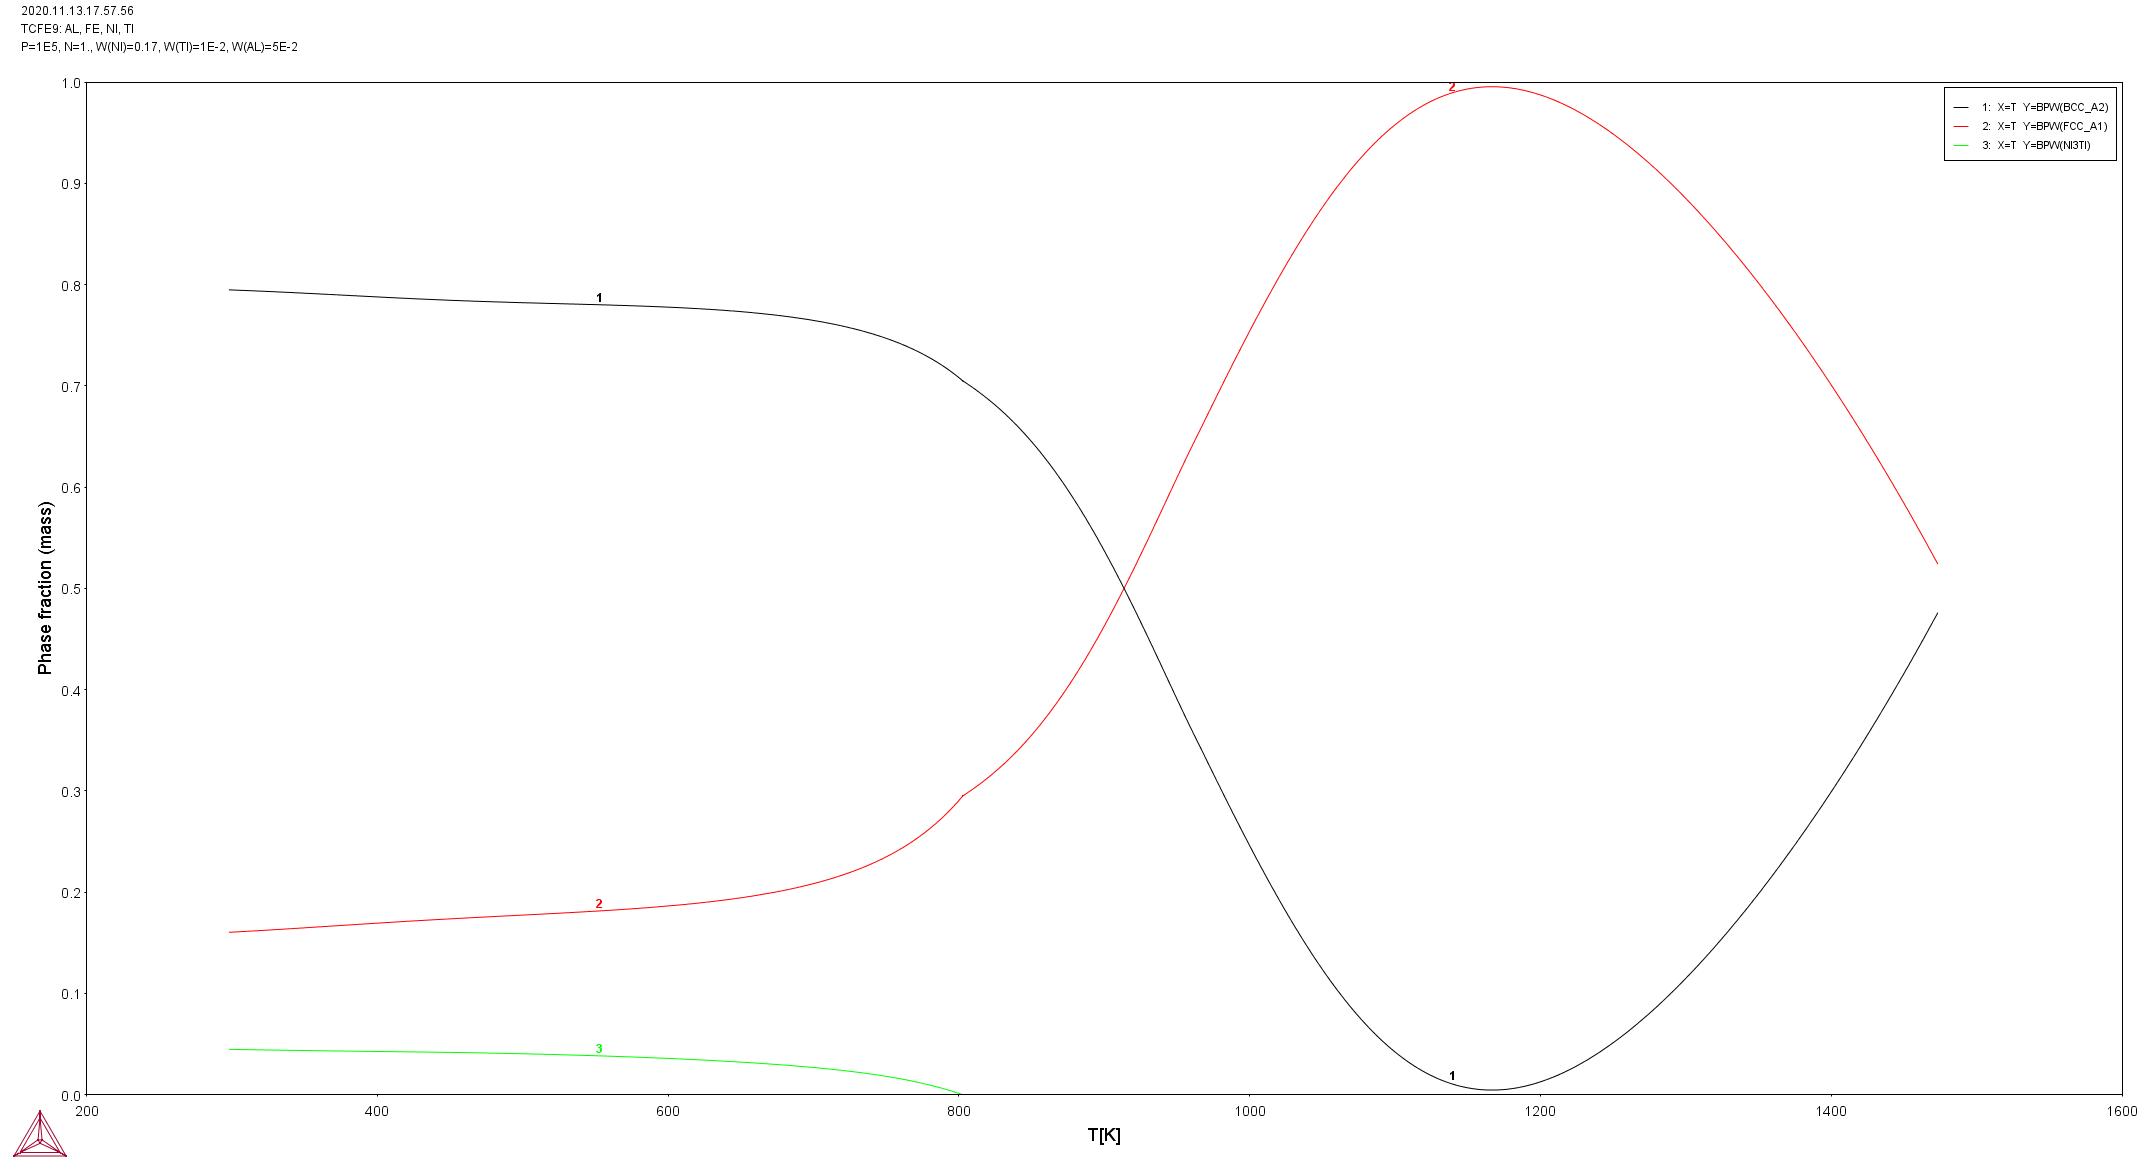 2020.11.13.17.57.56
TCFE9: AL, FE, NI, TI
P=1E5, N=1., W(NI)=0.17, W(TI)=1E-2, W(AL)=5E-2
1: X=T Y=BPW(BCC_A2)
2: X=T Y=BPW(FCC_A1)
3: X=T Y=BPW(NI3TI)
Phase fraction (mass)
1.0
0.9
0.8
0.7
0.6
0.5
0.4
0.3
0.2
0.1
0.0
2
1
2
3
1
200 400 600 800 1000 1200 1400 1600
T[K]